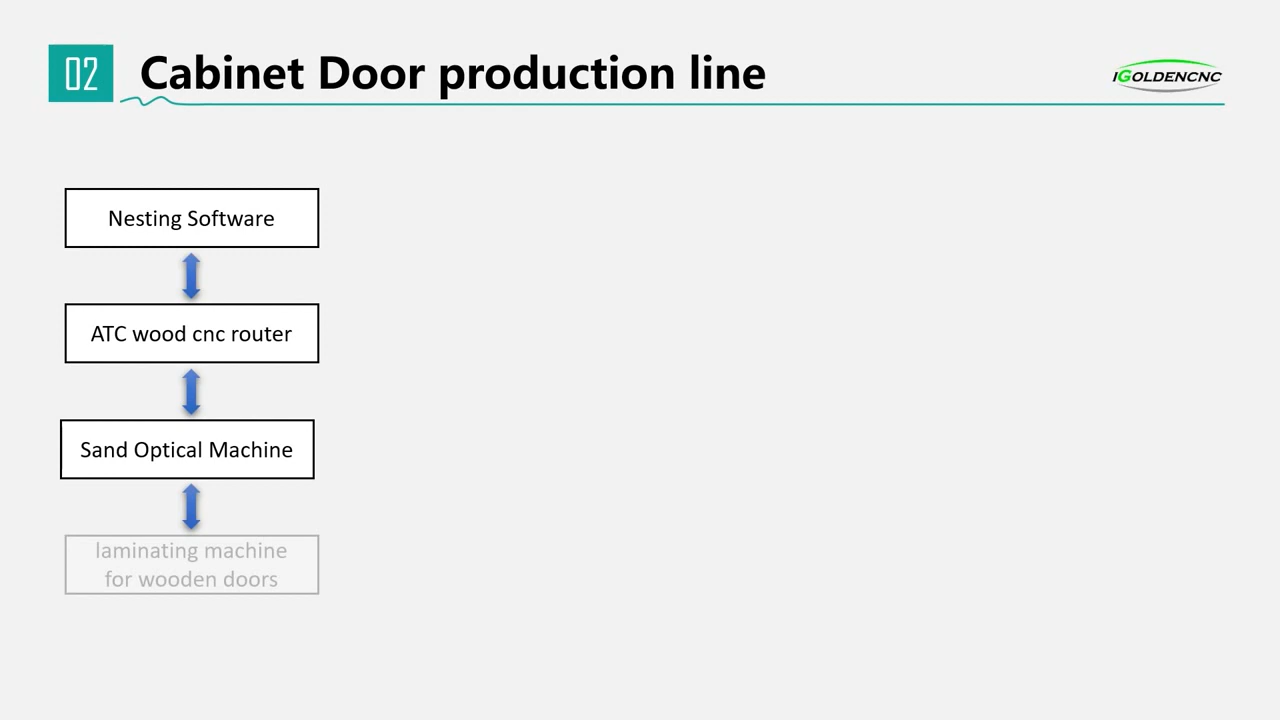 02
Cabinet Door production line
iGOLDENCNC
Nesting Software
ATC wood cnc router
Sand Optical Machine
laminating machine
for wooden doors